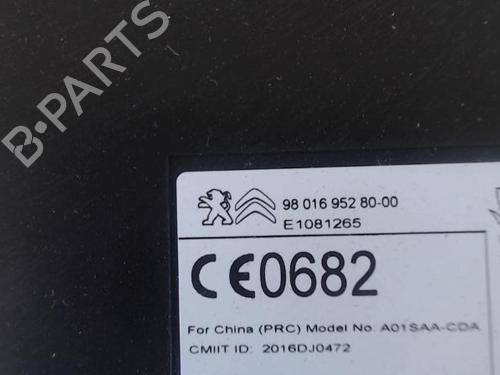 B-PARTS
98 016 952 80-00
E1081265
CE0682
For China (PRC) Model No: A01SAA-CDA
CMIIT ID: 2016DJ0472